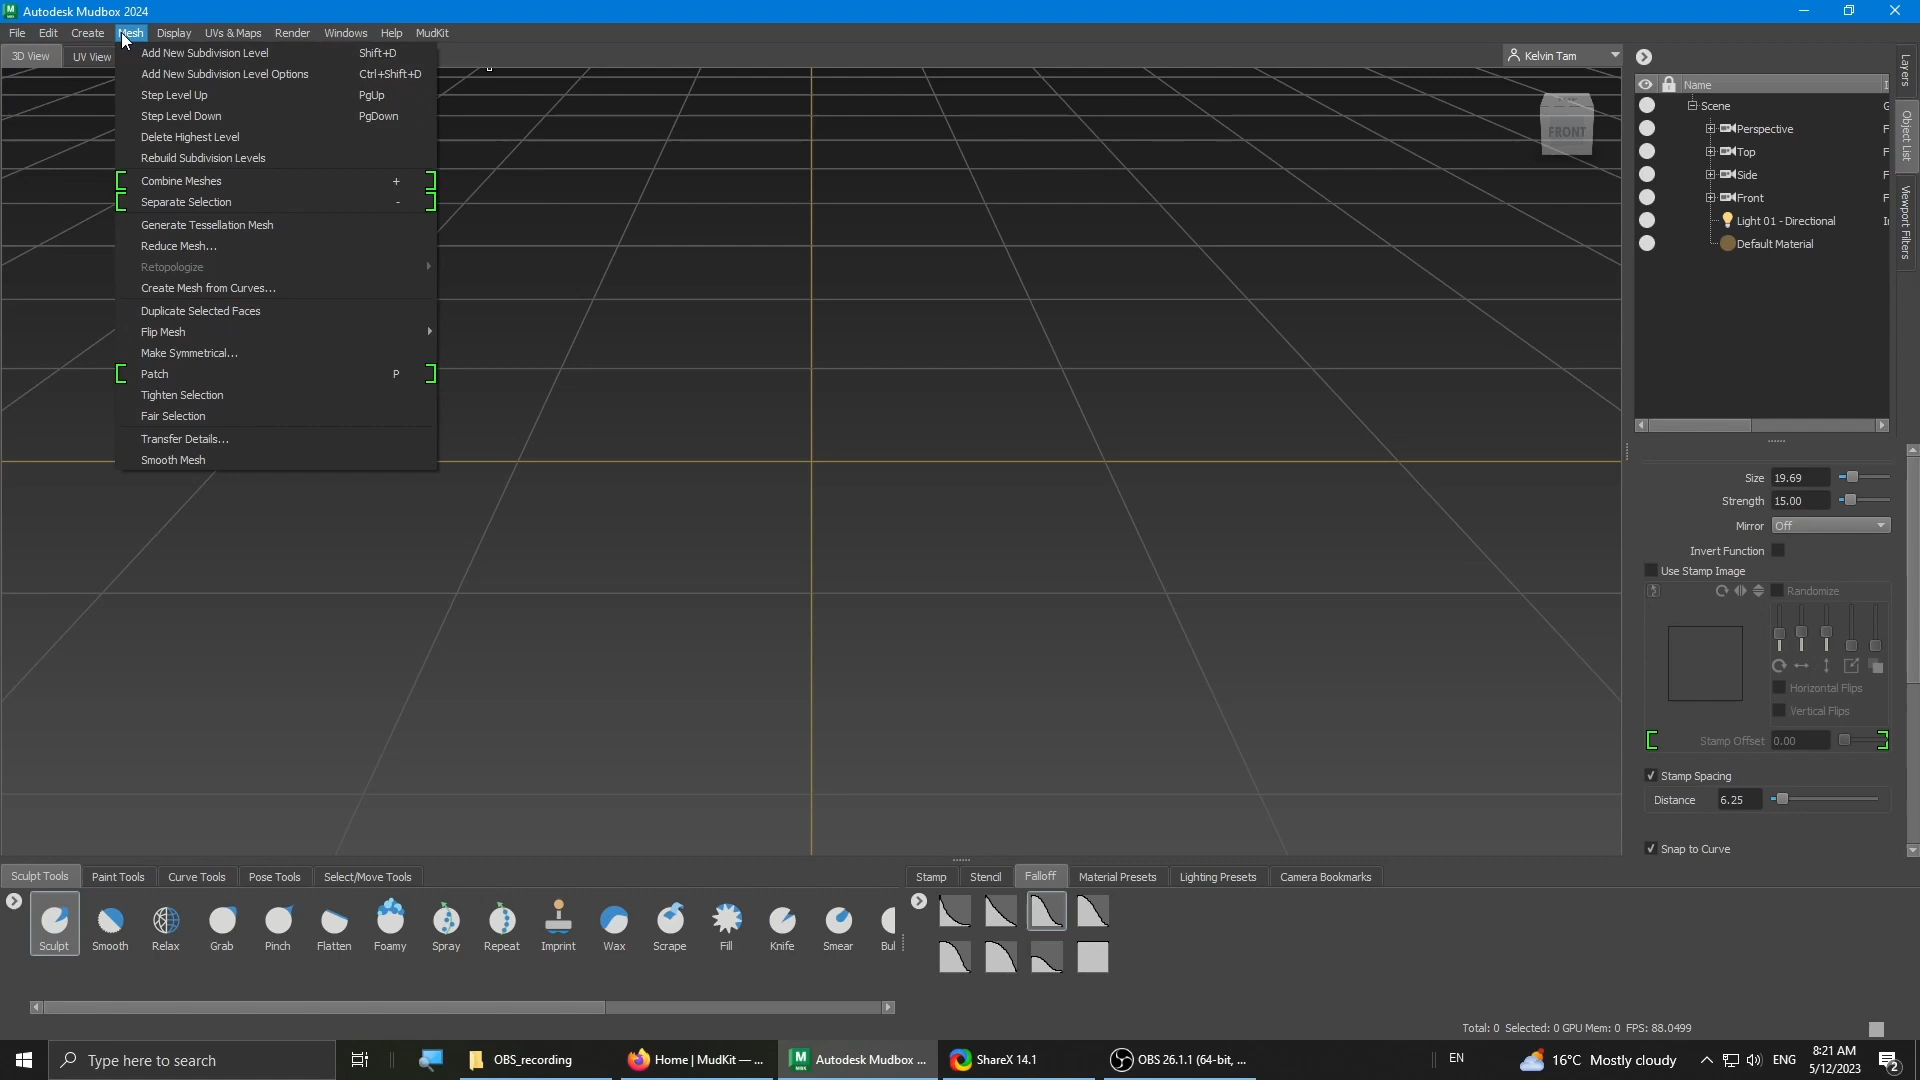 Autodesk Mudbox 2024
File Edit Create Mesh Display UVs & Maps Render Windows Help MudKit
3D View UV View
Kelvin Tam
Add New Subdivision Level Shift+D
Add New Subdivision Level Options Ctrl+Shift+D
Step Level Up PgUp
Step Level Down PgDown
Delete Highest Level
Rebuild Subdivision Levels
Combine Meshes +
Separate Selection -
Generate Tessellation Mesh
Reduce Mesh...
Retopologize
Create Mesh from Curves...
Duplicate Selected Faces
Flip Mesh
Make Symmetrical...
Patch P
Tighten Selection
Fair Selection
Transfer Details...
Smooth Mesh
FRONT
Name
Scene
Perspective
Top
Side
Front
Light 01 - Directional
Default Material
Layers
Object List
Viewport Filters
Size 19.69
Strength 15.00
Mirror Off
Invert Function
Use Stamp Image
Randomize
Horizontal Flips
Vertical Flips
Stamp Offset 0.00
Stamp Spacing
Distance 6.25
Snap to Curve
Sculpt Tools Paint Tools Curve Tools Pose Tools Select/Move Tools
Stamp Stencil Falloff Material Presets Lighting Presets Camera Bookmarks
Sculpt Smooth Relax Grab Pinch Flatten Foamy Spray Repeat Imprint Wax Scrape Fill Knife Smear Bul
Total: 0 Selected: 0 GPU Mem: 0 FPS: 88.0499
Type here to search
OBS_recording
Home | MudKit — ...
Autodesk Mudbox ...
ShareX 14.1
OBS 26.1.1 (64-bit, ...
EN
16°C Mostly cloudy
ENG
8:21 AM
5/12/2023
2